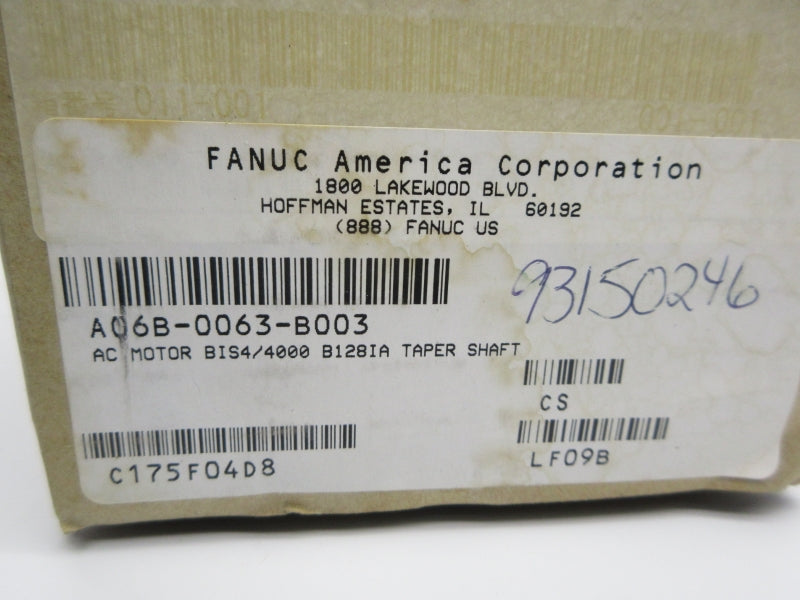 FANUC America Corporation
1800 LAKEWOOD BLVD.
HOFFMAN ESTATES, IL 60192
(888) FANUC US
93150246
A06B-0063-B003
AC MOTOR BIS4/4000 B128IA TAPER SHAFT
CS
C175F04D8
LF09B